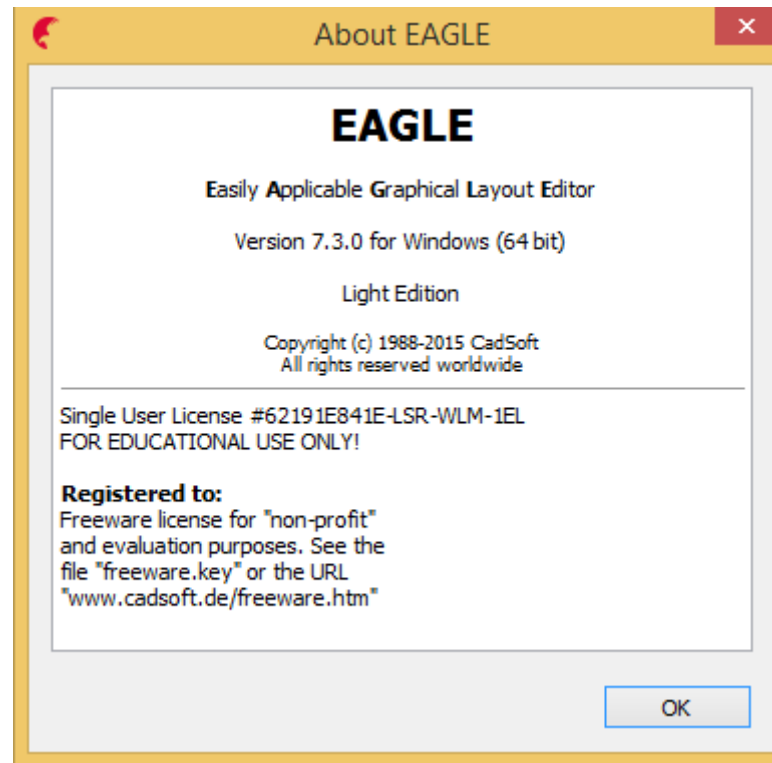 About EAGLE
EAGLE
Easily Applicable Graphical Layout Editor
Version 7.3.0 for Windows (64 bit)
Light Edition
Copyright (c) 1988-2015 CadSoft
All rights reserved worldwide
Single User License #62191E841E-LSR-WLM-1EL
FOR EDUCATIONAL USE ONLY!
Registered to:
Freeware license for "non-profit"
and evaluation purposes. See the
file "freeware.key" or the URL
"www.cadsoft.de/freeware.htm"
OK